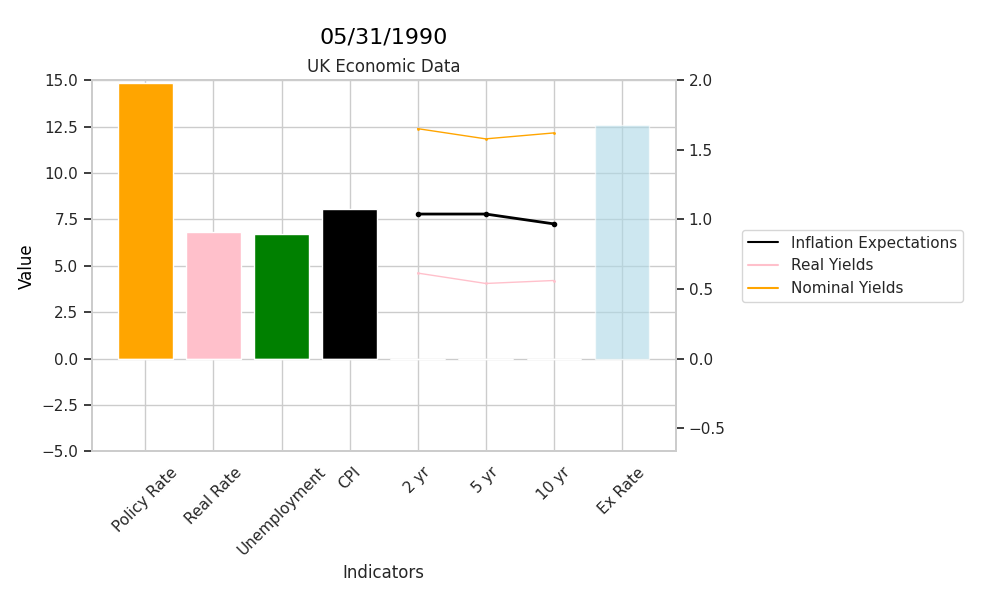 05/31/1990
UK Economic Data
15.0
12.5
10.0
7.5
5.0
2.5
0.0
−2.5
−5.0
Value
2.0
1.5
1.0
0.5
0.0
−0.5
Inflation Expectations
Real Yields
Nominal Yields
Policy Rate
Real Rate
Unemployment
CPI
2 yr
5 yr
10 yr
Ex Rate
Indicators